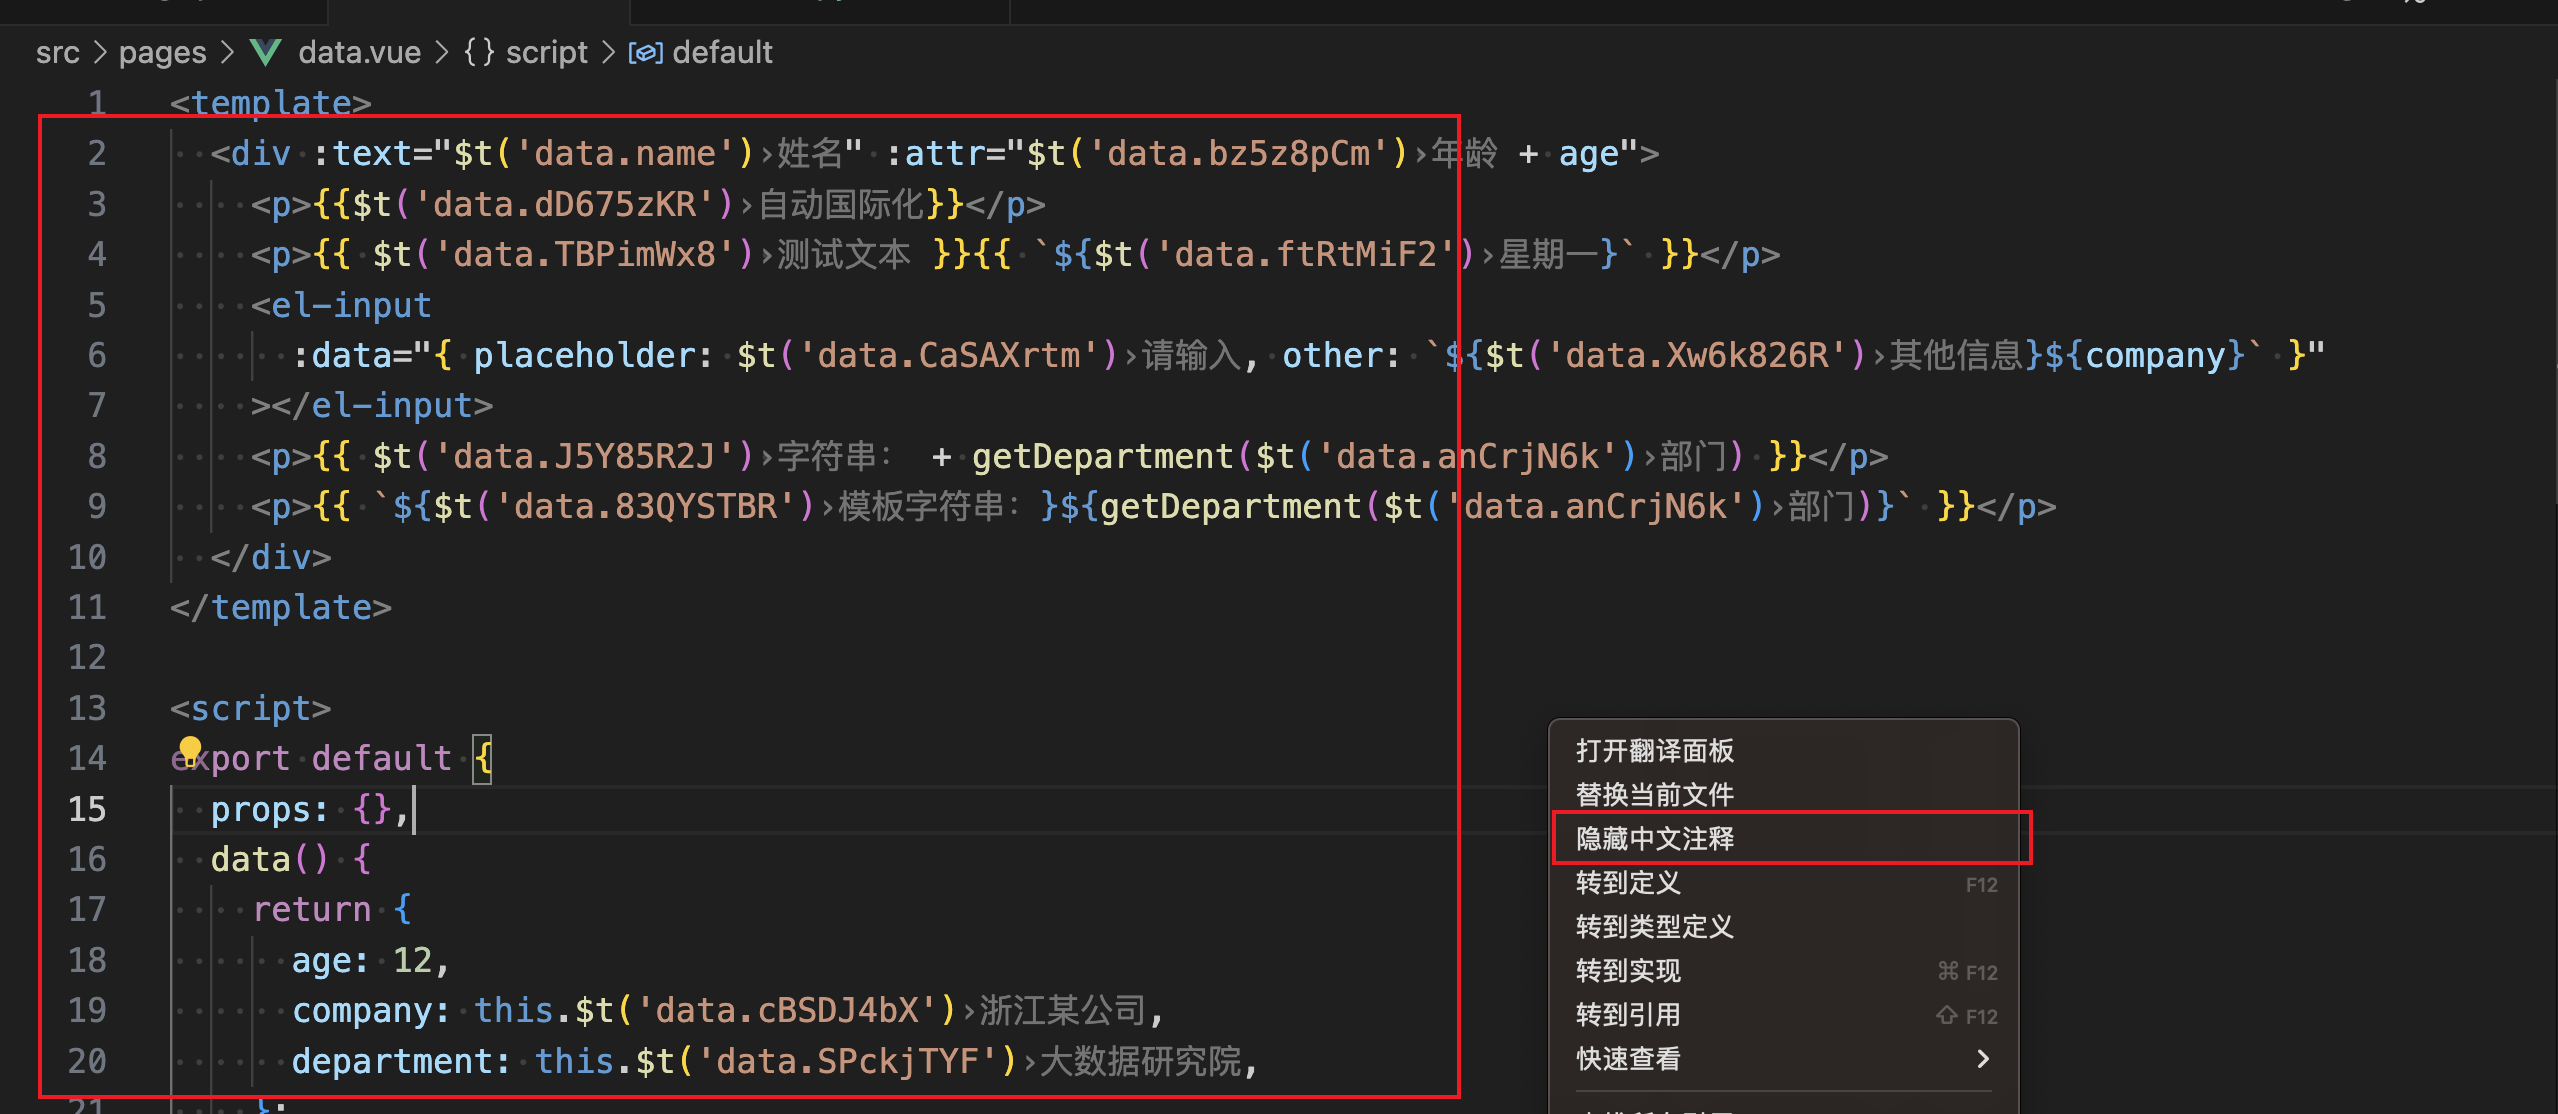 src > pages > data.vue > {} script > default
1 <template>
2 <div :text="$t('data.name')›姓名" :attr="$t('data.bz5z8pCm')›年龄 + age">
3 <p>{{$t('data.dD675zKR')›自动国际化}}</p>
4 <p>{{ $t('data.TBPimWx8')›测试文本 }}{{ `${$t('data.ftRtMiF2')›星期一}` }}</p>
5 <el-input
6 :data="{ placeholder: $t('data.CaSAXrtm')›请输入, other: `${$t('data.Xw6k826R')›其他信息}${company}` }"
7 ></el-input>
8 <p>{{ $t('data.J5Y85R2J')›字符串： + getDepartment($t('data.anCrjN6k')›部门) }}</p>
9 <p>{{ `${$t('data.83QYSTBR')›模板字符串：}${getDepartment($t('data.anCrjN6k')›部门)}` }}</p>
10 </div>
11 </template>
12
13 <script>
14 export default {
15 props: {},
16 data() {
17 return {
18 age: 12,
19 company: this.$t('data.cBSDJ4bX')›浙江某公司,
20 department: this.$t('data.SPckjTYF')›大数据研究院,
21 };
打开翻译面板
替换当前文件
隐藏中文注释
转到定义 F12
转到类型定义
转到实现 ⌘ F12
转到引用 ⇧ F12
快速查看 >